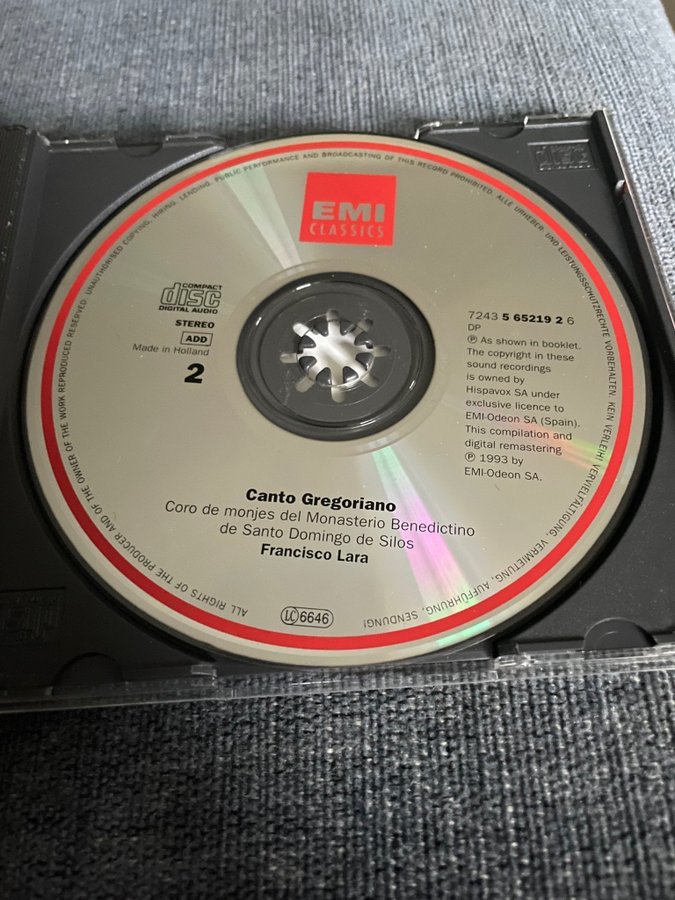 EMI
CLASSICS
COMPACT
disc
DIGITAL AUDIO
STEREO
ADD
Made in Holland
2
7243 5 65219 2 6
DP
℗ As shown in booklet.
The copyright in these
sound recordings
is owned by
Hispavox SA under
exclusive licence to
EMI-Odeon SA (Spain).
This compilation and
digital remastering
℗ 1993 by
EMI-Odeon SA.
Canto Gregoriano
Coro de monjes del Monasterio Benedictino
de Santo Domingo de Silos
Francisco Lara
LC 6646
ALL RIGHTS OF THE PRODUCER AND OF THE OWNER OF THE WORK REPRODUCED RESERVED. UNAUTHORISED COPYING, HIRING, LENDING, PUBLIC PERFORMANCE AND BROADCASTING OF THIS RECORD PROHIBITED. ALLE URHEBER- UND LEISTUNGSSCHUTZRECHTE VORBEHALTEN. KEIN VERLEIH! VERVIELFÄLTIGUNG, VERMIETUNG, AUFFÜHRUNG, SENDUNG!